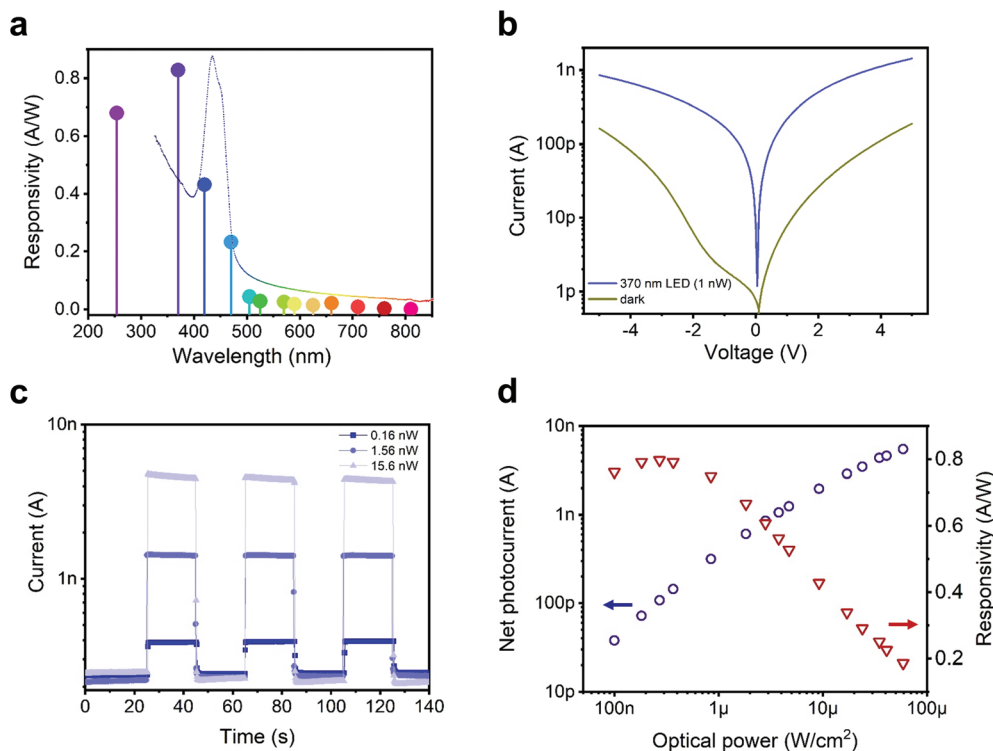 a
Responsivity (A/W)
0.8
0.6
0.4
0.2
0.0
200 300 400 500 600 700 800
Wavelength (nm)
b
Current (A)
1n
100p
10p
1p
370 nm LED (1 nW)
dark
-4 -2 0 2 4
Voltage (V)
c
Current (A)
10n
1n
0.16 nW
1.56 nW
15.6 nW
0 20 40 60 80 100 120 140
Time (s)
d
Net photocurrent (A)
10n
1n
100p
10p
Responsivity (A/W)
0.8
0.6
0.4
0.2
100n 1µ 10µ 100µ
Optical power (W/cm²)